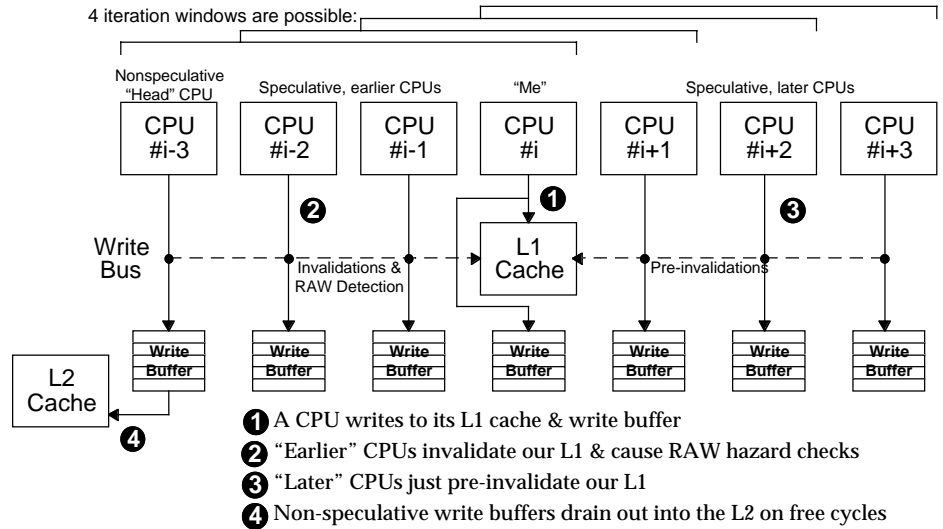 4 iteration windows are possible:
Nonspeculative
“Head” CPU
Speculative, earlier CPUs
“Me”
Speculative, later CPUs
CPU
#i-3
CPU
#i-2
CPU
#i-1
CPU
#i
CPU
#i+1
CPU
#i+2
CPU
#i+3
2
1
3
Write
Bus
Invalidations &
RAW Detection
L1
Cache
Pre-invalidations
Write
Buffer
Write
Buffer
Write
Buffer
Write
Buffer
Write
Buffer
Write
Buffer
Write
Buffer
L2
Cache
4
1 A CPU writes to its L1 cache & write buffer
2 “Earlier” CPUs invalidate our L1 & cause RAW hazard checks
3 “Later” CPUs just pre-invalidate our L1
4 Non-speculative write buffers drain out into the L2 on free cycles